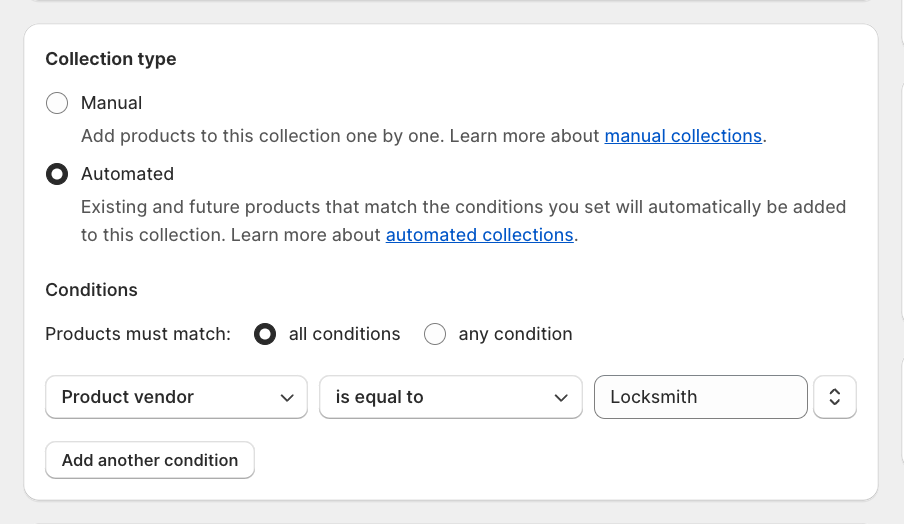 Collection type
Manual
Add products to this collection one by one. Learn more about manual collections.
Automated
Existing and future products that match the conditions you set will automatically be added
to this collection. Learn more about automated collections.
Conditions
Products must match: all conditions any condition
Product vendor is equal to Locksmith
Add another condition